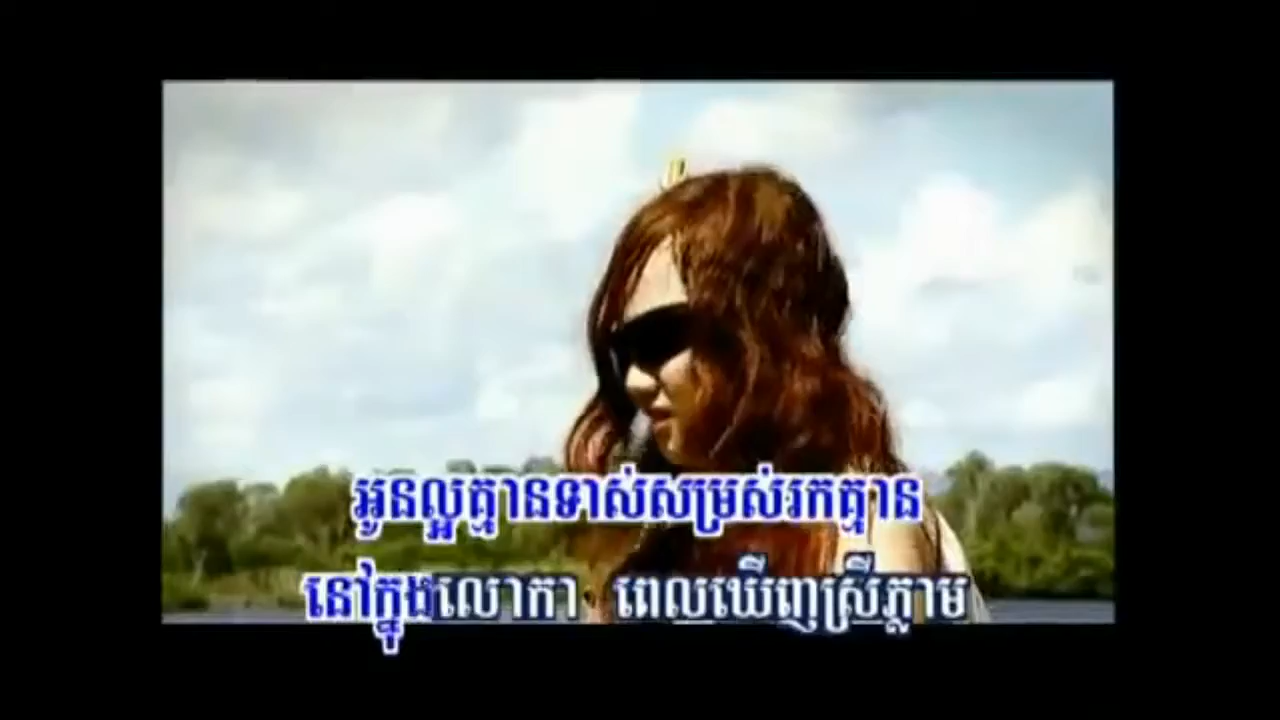 អូនល្អគ្មានទាស់សម្រស់រកគ្មាន
នៅក្នុងលោកា ពេលឃើញស្រីភ្លាម